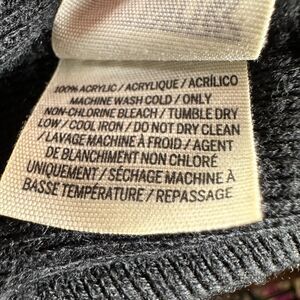 100% ACRYLIC / ACRYLIQUE / ACRÍLICO
MACHINE WASH COLD / ONLY
NON-CHLORINE BLEACH / TUMBLE DRY
LOW / COOL IRON / DO NOT DRY CLEAN
/ LAVAGE MACHINE À FROID / AGENT
DE BLANCHIMENT NON CHLORÉ
UNIQUEMENT / SÉCHAGE MACHINE À
BASSE TEMPÉRATURE / REPASSAGE